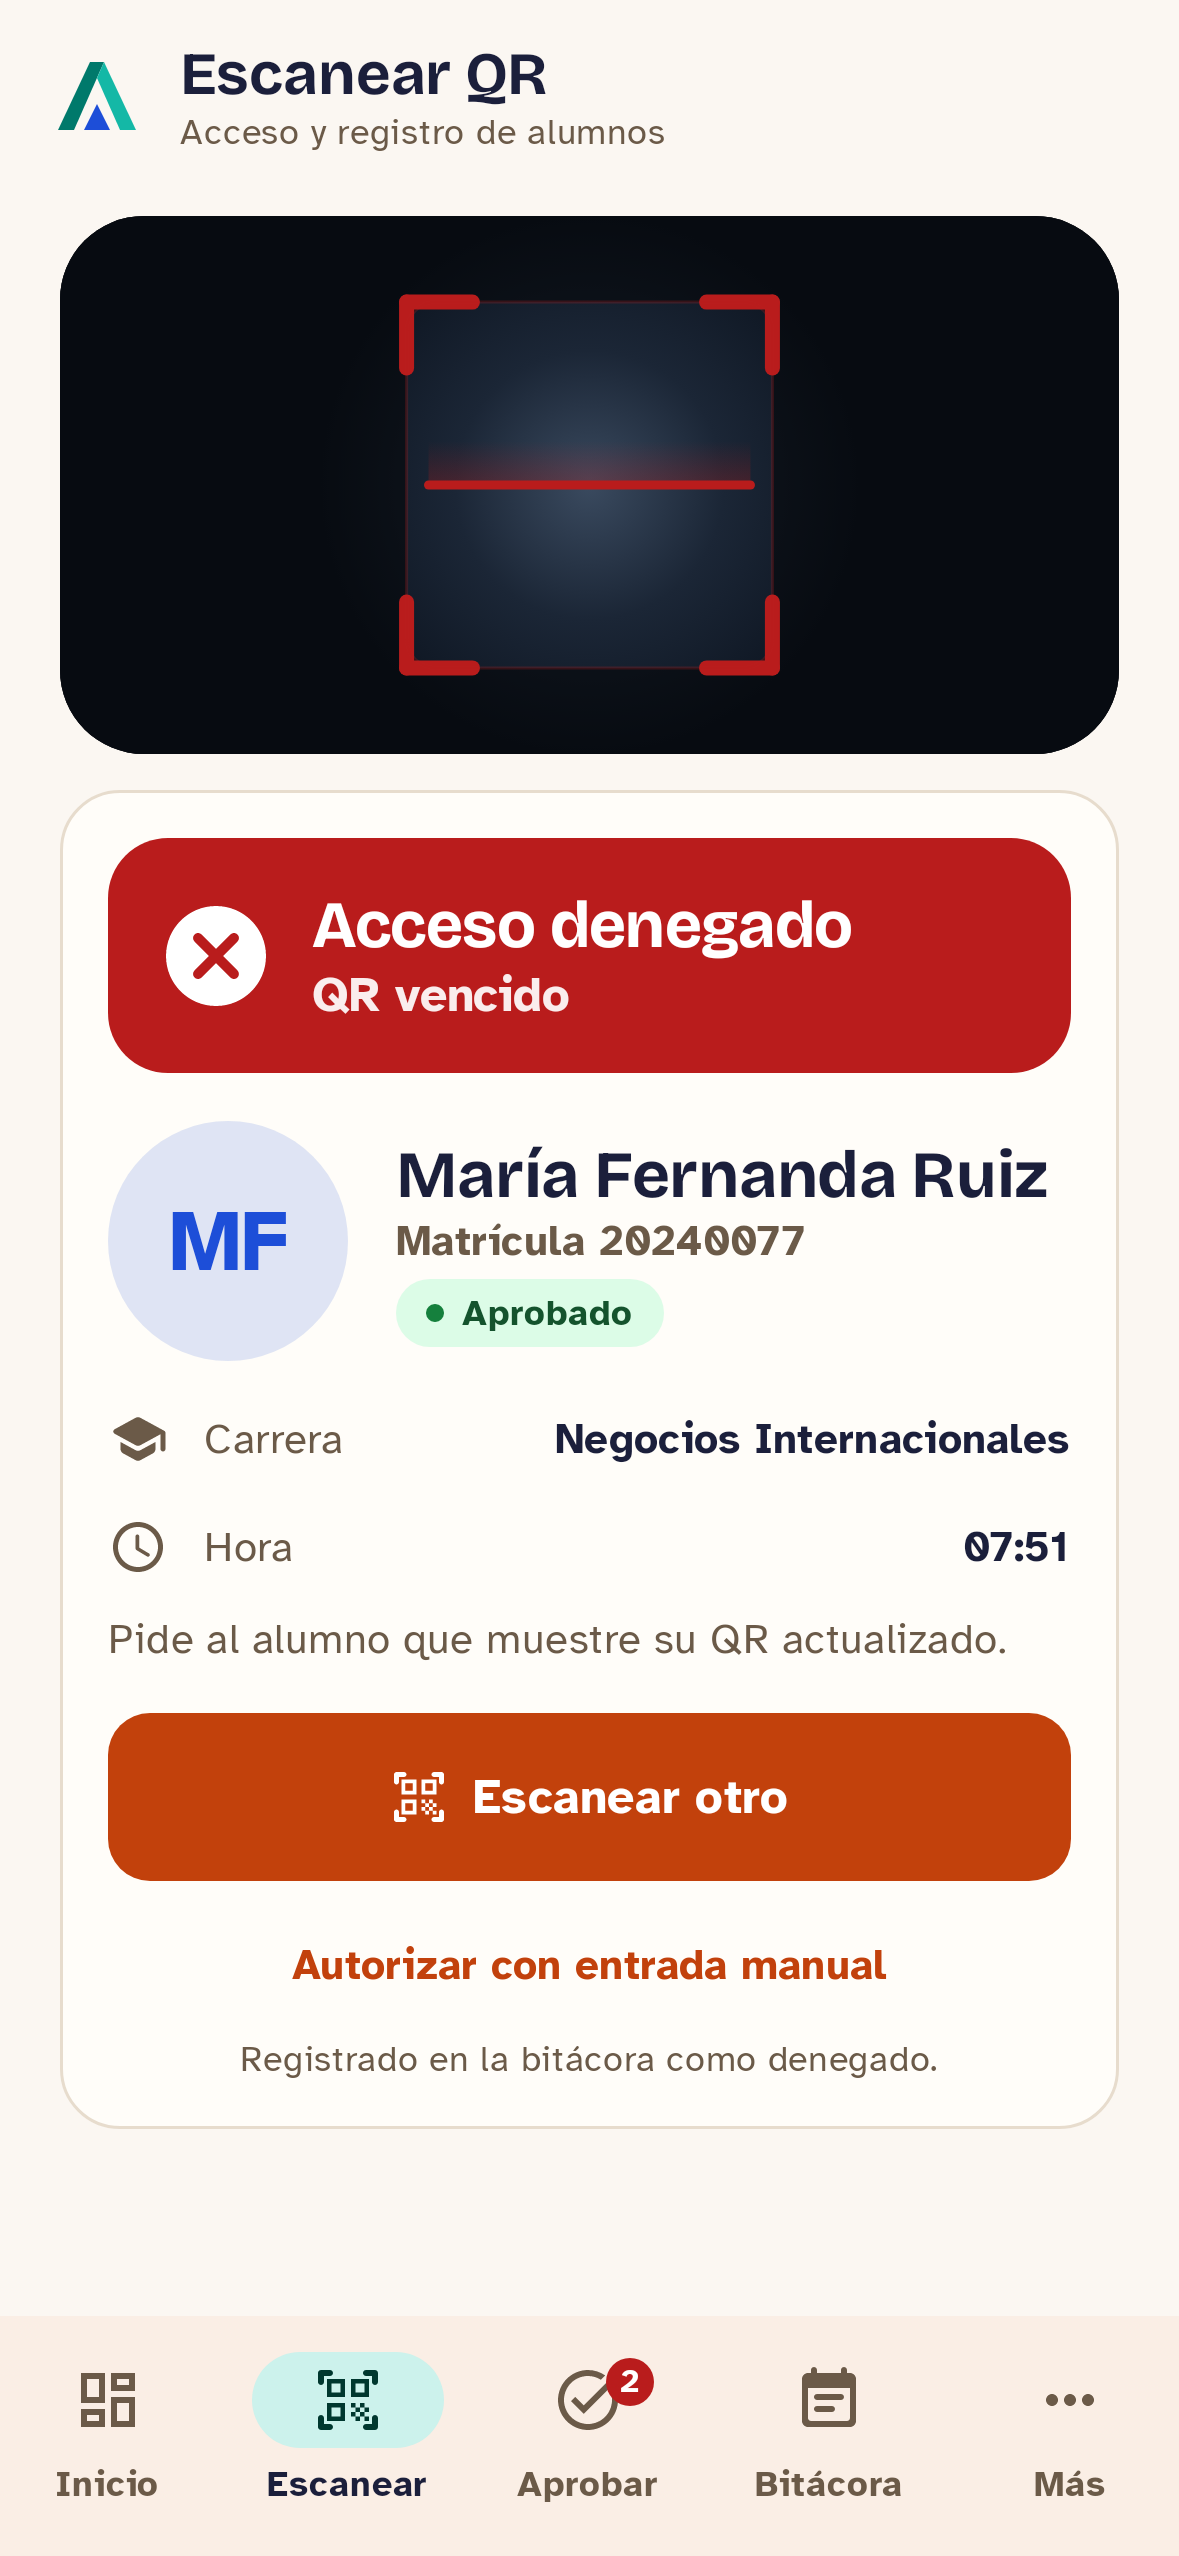 Escanear QR
Acceso y registro de alumnos
Acceso denegado
QR vencido
MF
María Fernanda Ruiz
Matrícula 20240077
Aprobado
Carrera
Negocios Internacionales
Hora
07:51
Pide al alumno que muestre su QR actualizado.
Escanear otro
Autorizar con entrada manual
Registrado en la bitácora como denegado.
2
Inicio
Escanear
Aprobar
Bitácora
Más